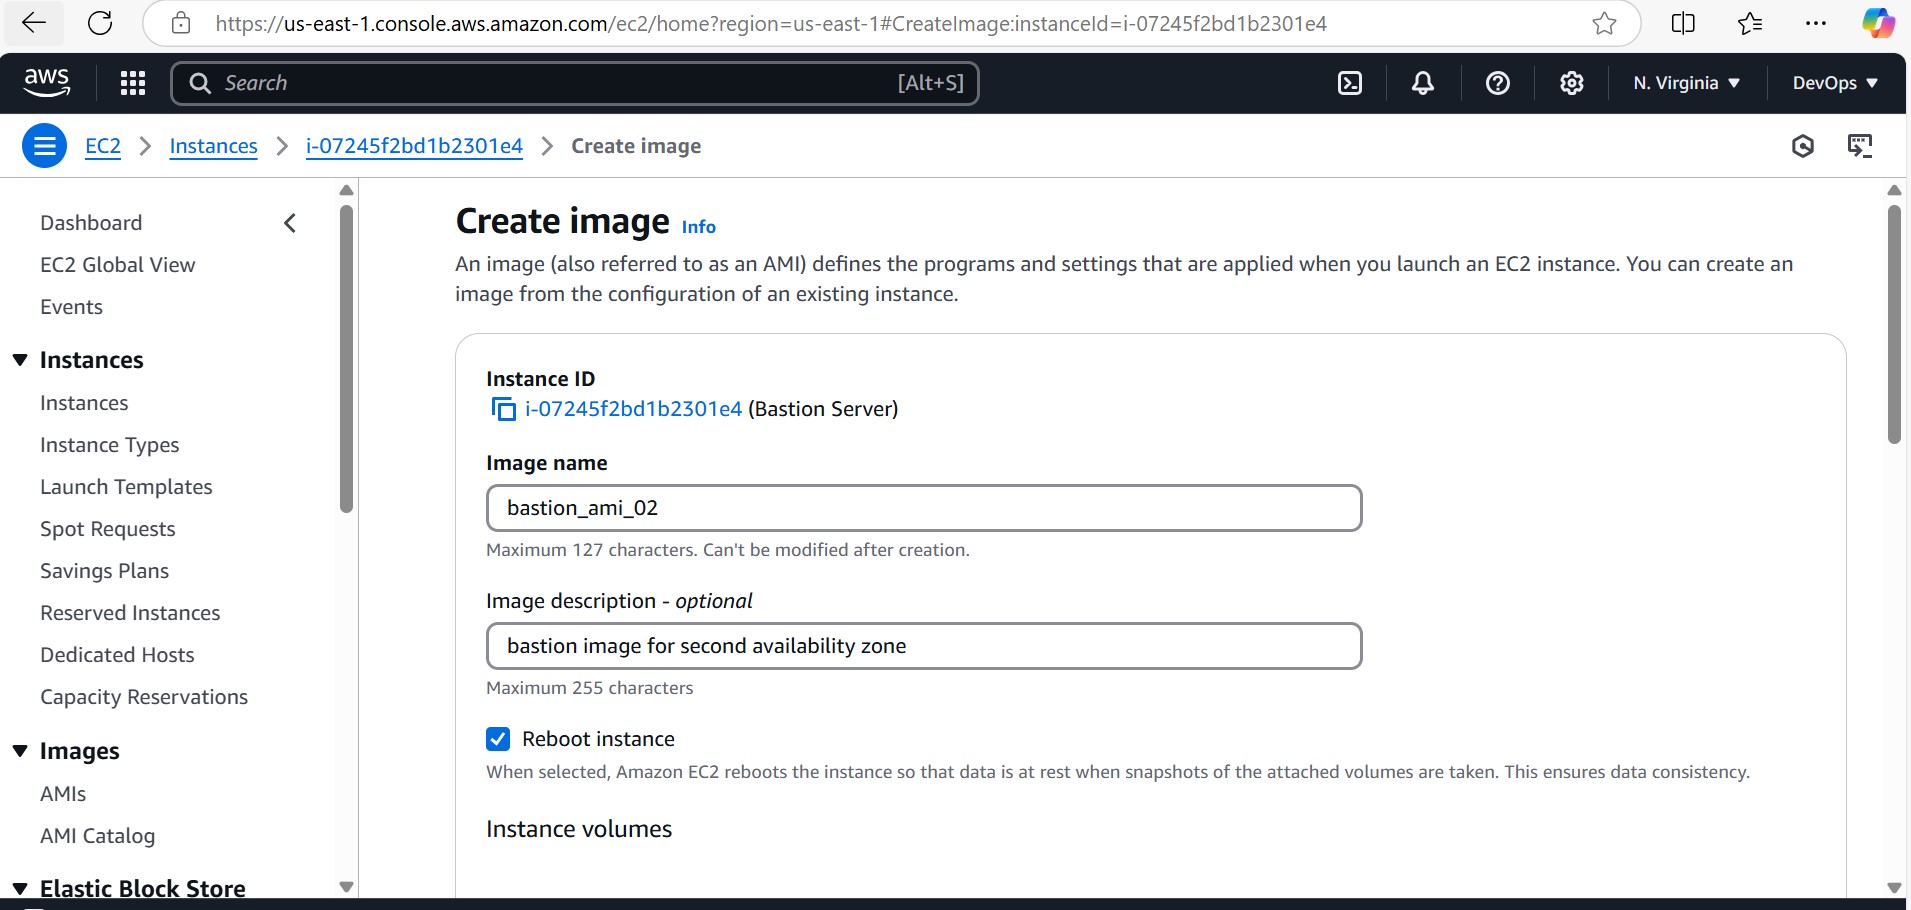 https://us-east-1.console.aws.amazon.com/ec2/home?region=us-east-1#CreateImage:instanceId=i-07245f2bd1b2301e4
aws
Search [Alt+S]
N. Virginia
DevOps
EC2
Instances
i-07245f2bd1b2301e4
Create image
Dashboard
EC2 Global View
Events
Instances
Instances
Instance Types
Launch Templates
Spot Requests
Savings Plans
Reserved Instances
Dedicated Hosts
Capacity Reservations
Images
AMIs
AMI Catalog
Elastic Block Store
Create image Info
An image (also referred to as an AMI) defines the programs and settings that are applied when you launch an EC2 instance. You can create an
image from the configuration of an existing instance.
Instance ID
i-07245f2bd1b2301e4 (Bastion Server)
Image name
bastion_ami_02
Maximum 127 characters. Can't be modified after creation.
Image description - optional
bastion image for second availability zone
Maximum 255 characters
Reboot instance
When selected, Amazon EC2 reboots the instance so that data is at rest when snapshots of the attached volumes are taken. This ensures data consistency.
Instance volumes